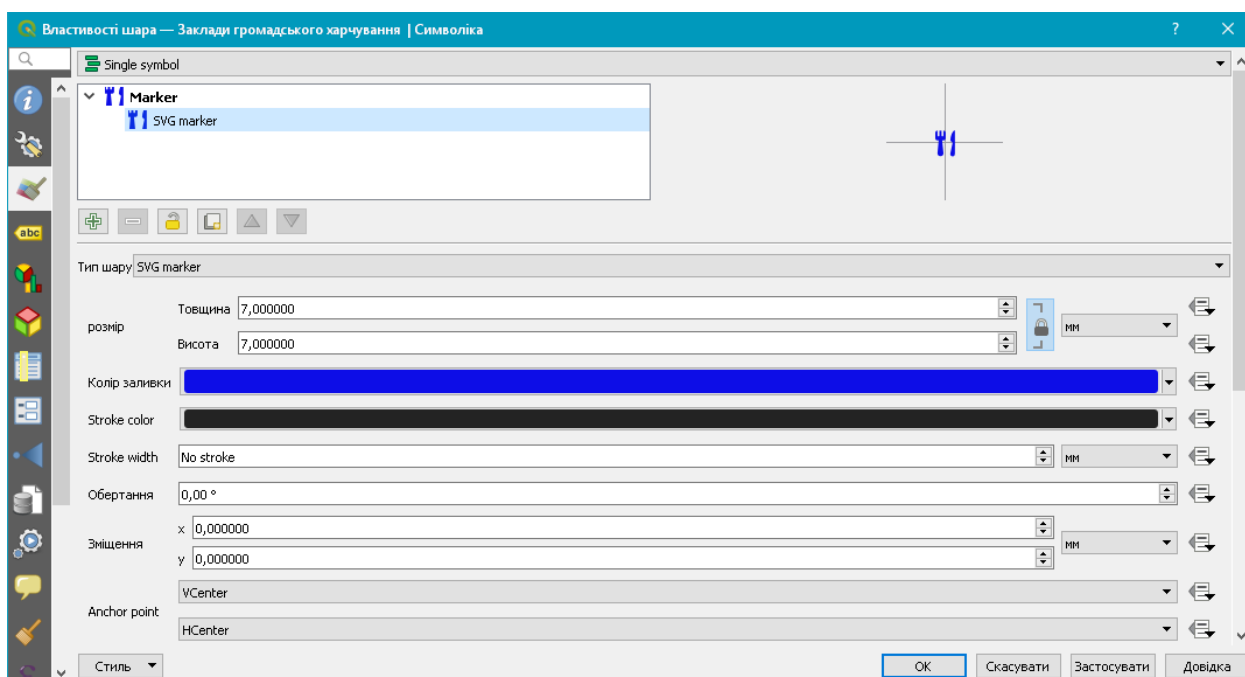 Властивості шара — Заклади громадського харчування | Символіка
Single symbol
Marker
SVG marker
abc
Тип шару SVG marker
розмір
Товщина 7,000000
мм
Висота 7,000000
Колір заливки
Stroke color
Stroke width No stroke мм
Обертання 0,00 °
Зміщення
x 0,000000
мм
y 0,000000
Anchor point
VCenter
HCenter
Стиль OK Скасувати Застосувати Довідка